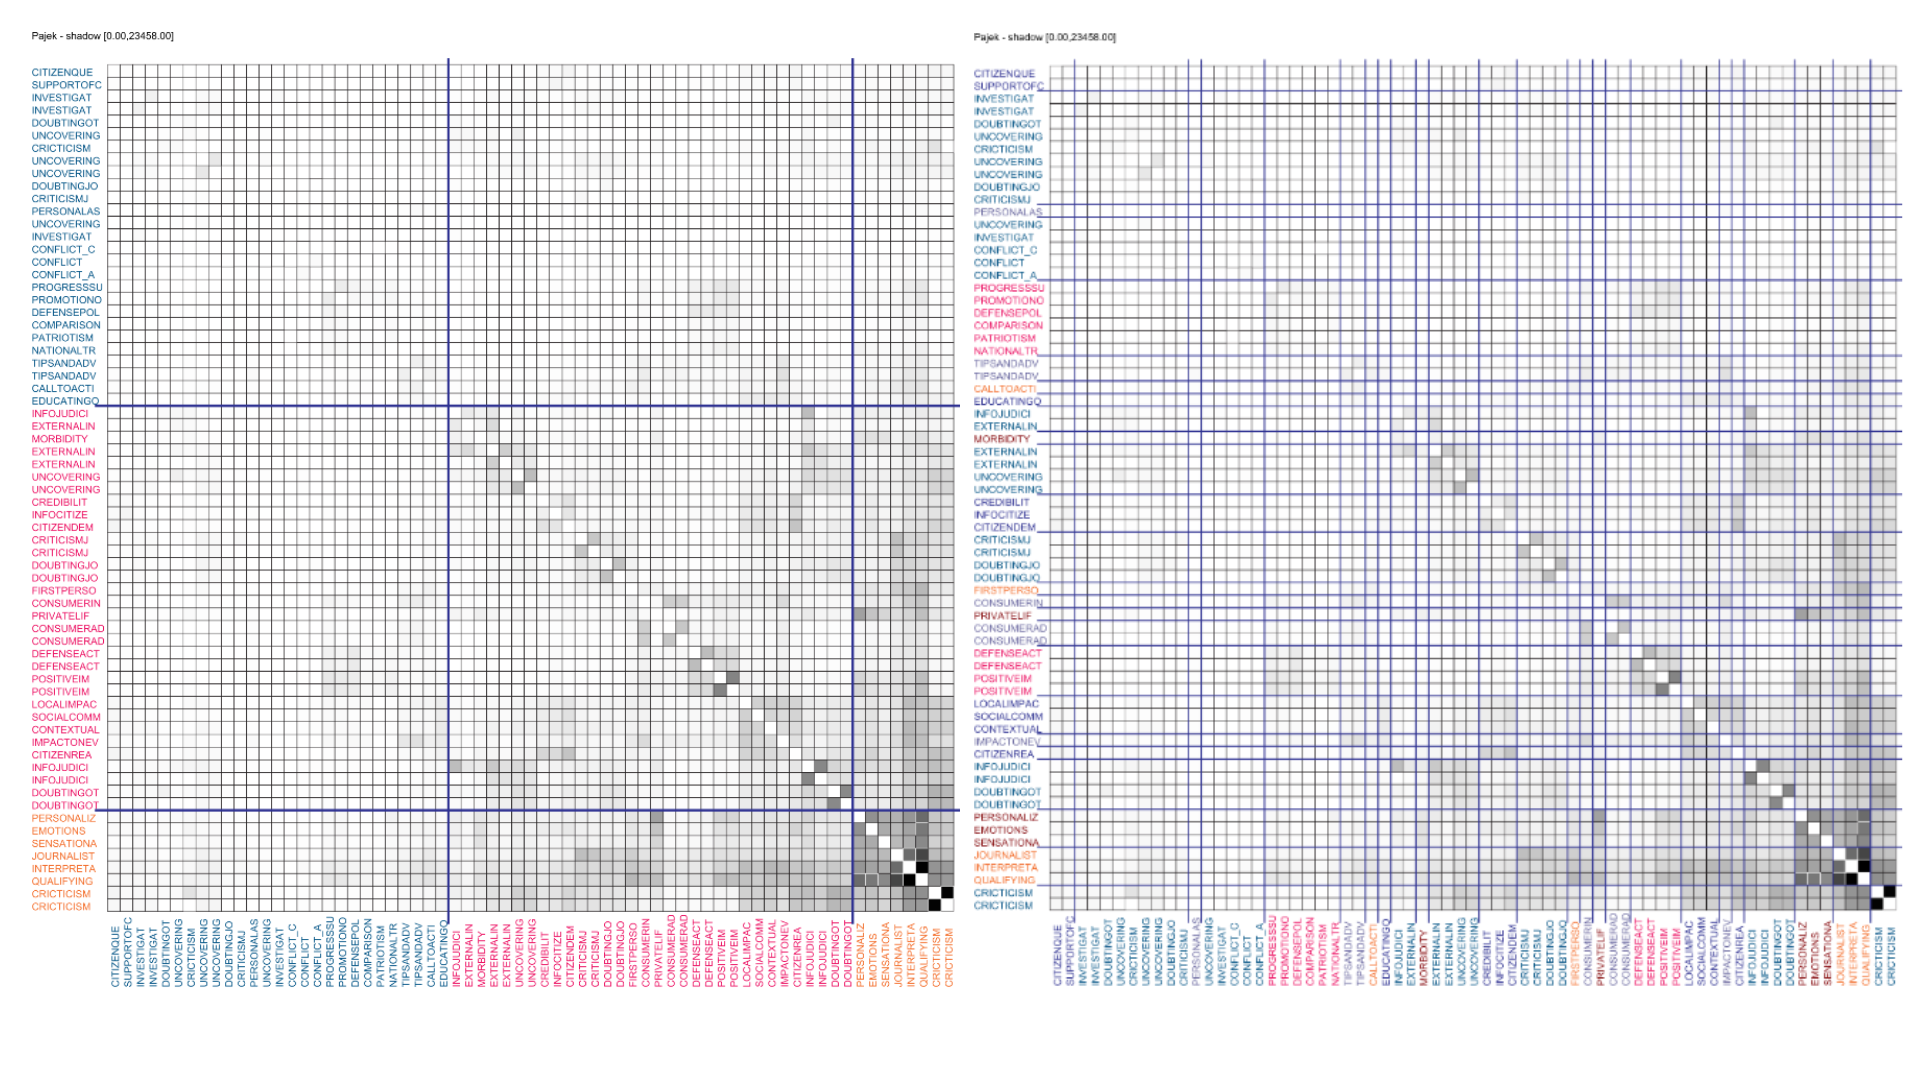 Pajek - shadow [0.00,23458.00]
CITIZENQUE
SUPPORTOFC
INVESTIGAT
INVESTIGAT
DOUBTINGOT
UNCOVERING
CRICTICISM
UNCOVERING
UNCOVERING
DOUBTINGJO
CRITICISMJ
PERSONALAS
UNCOVERING
INVESTIGAT
CONFLICT_C
CONFLICT
CONFLICT_A
PROGRESSSU
PROMOTIONO
DEFENSEPOL
COMPARISON
PATRIOTISM
NATIONALTR
TIPSANDADV
TIPSANDADV
CALLTOACTI
EDUCATINGQ
INFOJUDICI
EXTERNALIN
MORBIDITY
EXTERNALIN
EXTERNALIN
UNCOVERING
UNCOVERING
CREDIBILIT
INFOCITIZE
CITIZENDEM
CRITICISMJ
CRITICISMJ
DOUBTINGJO
DOUBTINGJO
FIRSTPERSO
CONSUMERIN
PRIVATELIF
CONSUMERAD
CONSUMERAD
DEFENSEACT
DEFENSEACT
POSITIVEIM
POSITIVEIM
LOCALIMPAC
SOCIALCOMM
CONTEXTUAL
IMPACTONEV
CITIZENREA
INFOJUDICI
INFOJUDICI
DOUBTINGOT
DOUBTINGOT
PERSONALIZ
EMOTIONS
SENSATIONA
JOURNALIST
INTERPRETA
QUALIFYING
CRICTICISM
CRICTICISM
CITIZENQUE
SUPPORTOFC
INVESTIGAT
INVESTIGAT
DOUBTINGOT
UNCOVERING
CRICTICISM
UNCOVERING
UNCOVERING
DOUBTINGJO
CRITICISMJ
PERSONALAS
UNCOVERING
INVESTIGAT
CONFLICT_C
CONFLICT
CONFLICT_A
PROGRESSSU
PROMOTIONO
DEFENSEPOL
COMPARISON
PATRIOTISM
NATIONALTR
TIPSANDADV
TIPSANDADV
CALLTOACTI
EDUCATINGQ
INFOJUDICI
EXTERNALIN
MORBIDITY
EXTERNALIN
EXTERNALIN
UNCOVERING
UNCOVERING
CREDIBILIT
INFOCITIZE
CITIZENDEM
CRITICISMJ
CRITICISMJ
DOUBTINGJO
DOUBTINGJO
FIRSTPERSO
CONSUMERIN
PRIVATELIF
CONSUMERAD
CONSUMERAD
DEFENSEACT
DEFENSEACT
POSITIVEIM
POSITIVEIM
LOCALIMPAC
SOCIALCOMM
CONTEXTUAL
IMPACTONEV
CITIZENREA
INFOJUDICI
INFOJUDICI
DOUBTINGOT
DOUBTINGOT
PERSONALIZ
EMOTIONS
SENSATIONA
JOURNALIST
INTERPRETA
QUALIFYING
CRICTICISM
CRICTICISM
Pajek - shadow [0.00,23458.00]
CITIZENQUE
SUPPORTOFC
INVESTIGAT
INVESTIGAT
DOUBTINGOT
UNCOVERING
CRICTICISM
UNCOVERING
UNCOVERING
DOUBTINGJO
CRITICISMJ
PERSONALAS
UNCOVERING
INVESTIGAT
CONFLICT_C
CONFLICT
CONFLICT_A
PROGRESSSU
PROMOTIONO
DEFENSEPOL
COMPARISON
PATRIOTISM
NATIONALTR
TIPSANDADV
TIPSANDADV
CALLTOACTI
EDUCATINGQ
INFOJUDICI
EXTERNALIN
MORBIDITY
EXTERNALIN
EXTERNALIN
UNCOVERING
UNCOVERING
CREDIBILIT
INFOCITIZE
CITIZENDEM
CRITICISMJ
CRITICISMJ
DOUBTINGJO
DOUBTINGJO
FIRSTPERSO
CONSUMERIN
PRIVATELIF
CONSUMERAD
CONSUMERAD
DEFENSEACT
DEFENSEACT
POSITIVEIM
POSITIVEIM
LOCALIMPAC
SOCIALCOMM
CONTEXTUAL
IMPACTONEV
CITIZENREA
INFOJUDICI
INFOJUDICI
DOUBTINGOT
DOUBTINGOT
PERSONALIZ
EMOTIONS
SENSATIONA
JOURNALIST
INTERPRETA
QUALIFYING
CRICTICISM
CRICTICISM
CITIZENQUE
SUPPORTOFC
INVESTIGAT
INVESTIGAT
DOUBTINGOT
UNCOVERING
CRICTICISM
UNCOVERING
UNCOVERING
DOUBTINGJO
CRITICISMJ
PERSONALAS
UNCOVERING
INVESTIGAT
CONFLICT_C
CONFLICT
CONFLICT_A
PROGRESSSU
PROMOTIONO
DEFENSEPOL
COMPARISON
PATRIOTISM
NATIONALTR
TIPSANDADV
TIPSANDADV
CALLTOACTI
EDUCATINGQ
INFOJUDICI
EXTERNALIN
MORBIDITY
EXTERNALIN
EXTERNALIN
UNCOVERING
UNCOVERING
CREDIBILIT
INFOCITIZE
CITIZENDEM
CRITICISMJ
CRITICISMJ
DOUBTINGJO
DOUBTINGJO
FIRSTPERSO
CONSUMERIN
PRIVATELIF
CONSUMERAD
CONSUMERAD
DEFENSEACT
DEFENSEACT
POSITIVEIM
POSITIVEIM
LOCALIMPAC
SOCIALCOMM
CONTEXTUAL
IMPACTONEV
CITIZENREA
INFOJUDICI
INFOJUDICI
DOUBTINGOT
DOUBTINGOT
PERSONALIZ
EMOTIONS
SENSATIONA
JOURNALIST
INTERPRETA
QUALIFYING
CRICTICISM
CRICTICISM